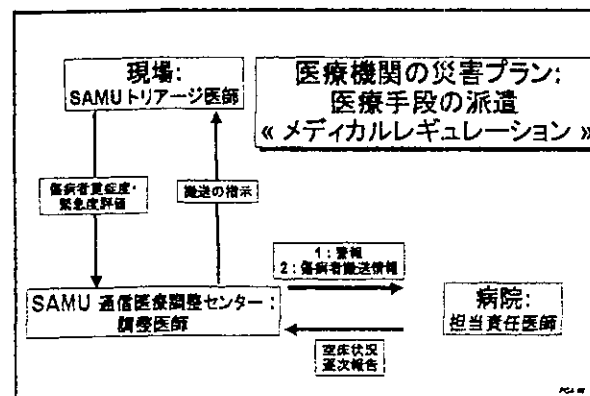 現場:
SAMUトリアージ医師
医療機関の災害プラン:
医療手段の派遣
« メディカルレギュレーション »
傷病者重症度・
緊急度評価
搬送の指示
1:警報
2:傷病者搬送情報
SAMU 通信医療調整センター:
調整医師
病院:
担当責任医師
空床状況
逐次報告